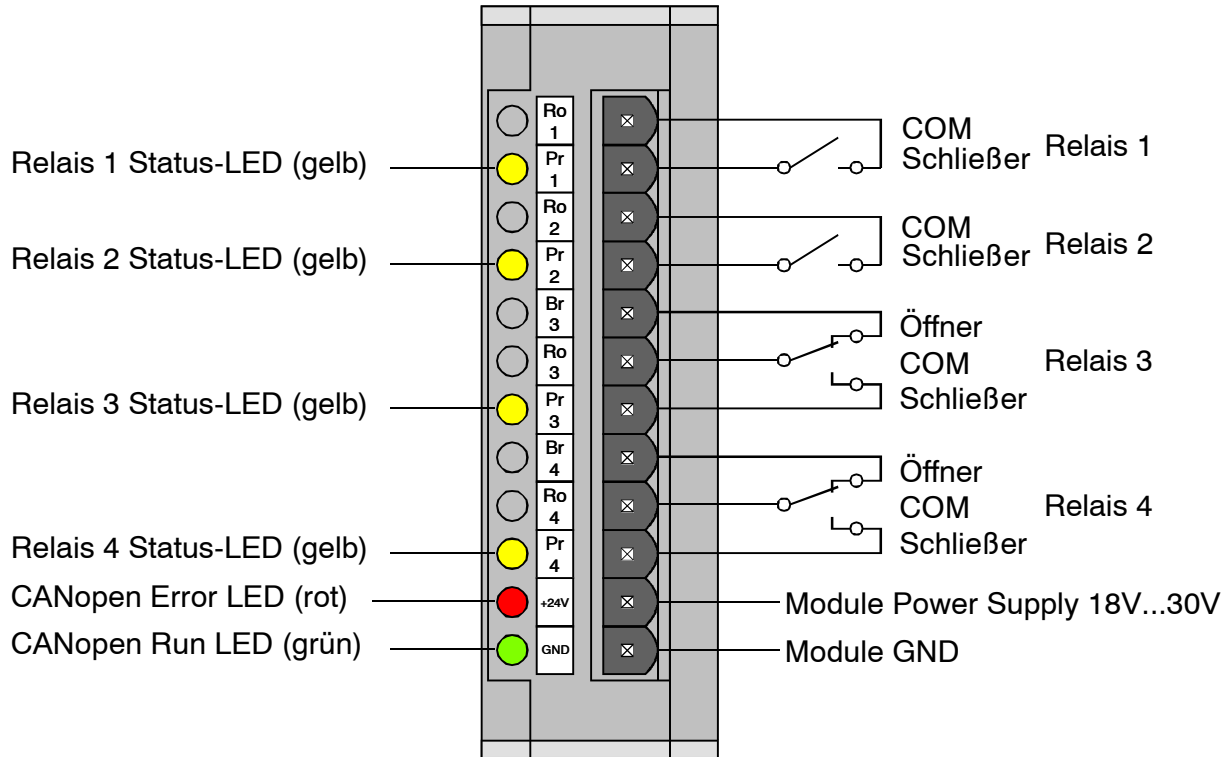 Relais 1 Status-LED (gelb)
Relais 2 Status-LED (gelb)
Relais 3 Status-LED (gelb)
Relais 4 Status-LED (gelb)
CANopen Error LED (rot)
CANopen Run LED (grün)
Ro
1
Pr
1
Ro
2
Pr
2
Br
3
Ro
3
Pr
3
Br
4
Ro
4
Pr
4
+24V
GND
COM
Schließer
Relais 1
COM
Schließer
Relais 2
Öffner
COM
Schließer
Relais 3
Öffner
COM
Schließer
Relais 4
Module Power Supply 18V...30V
Module GND